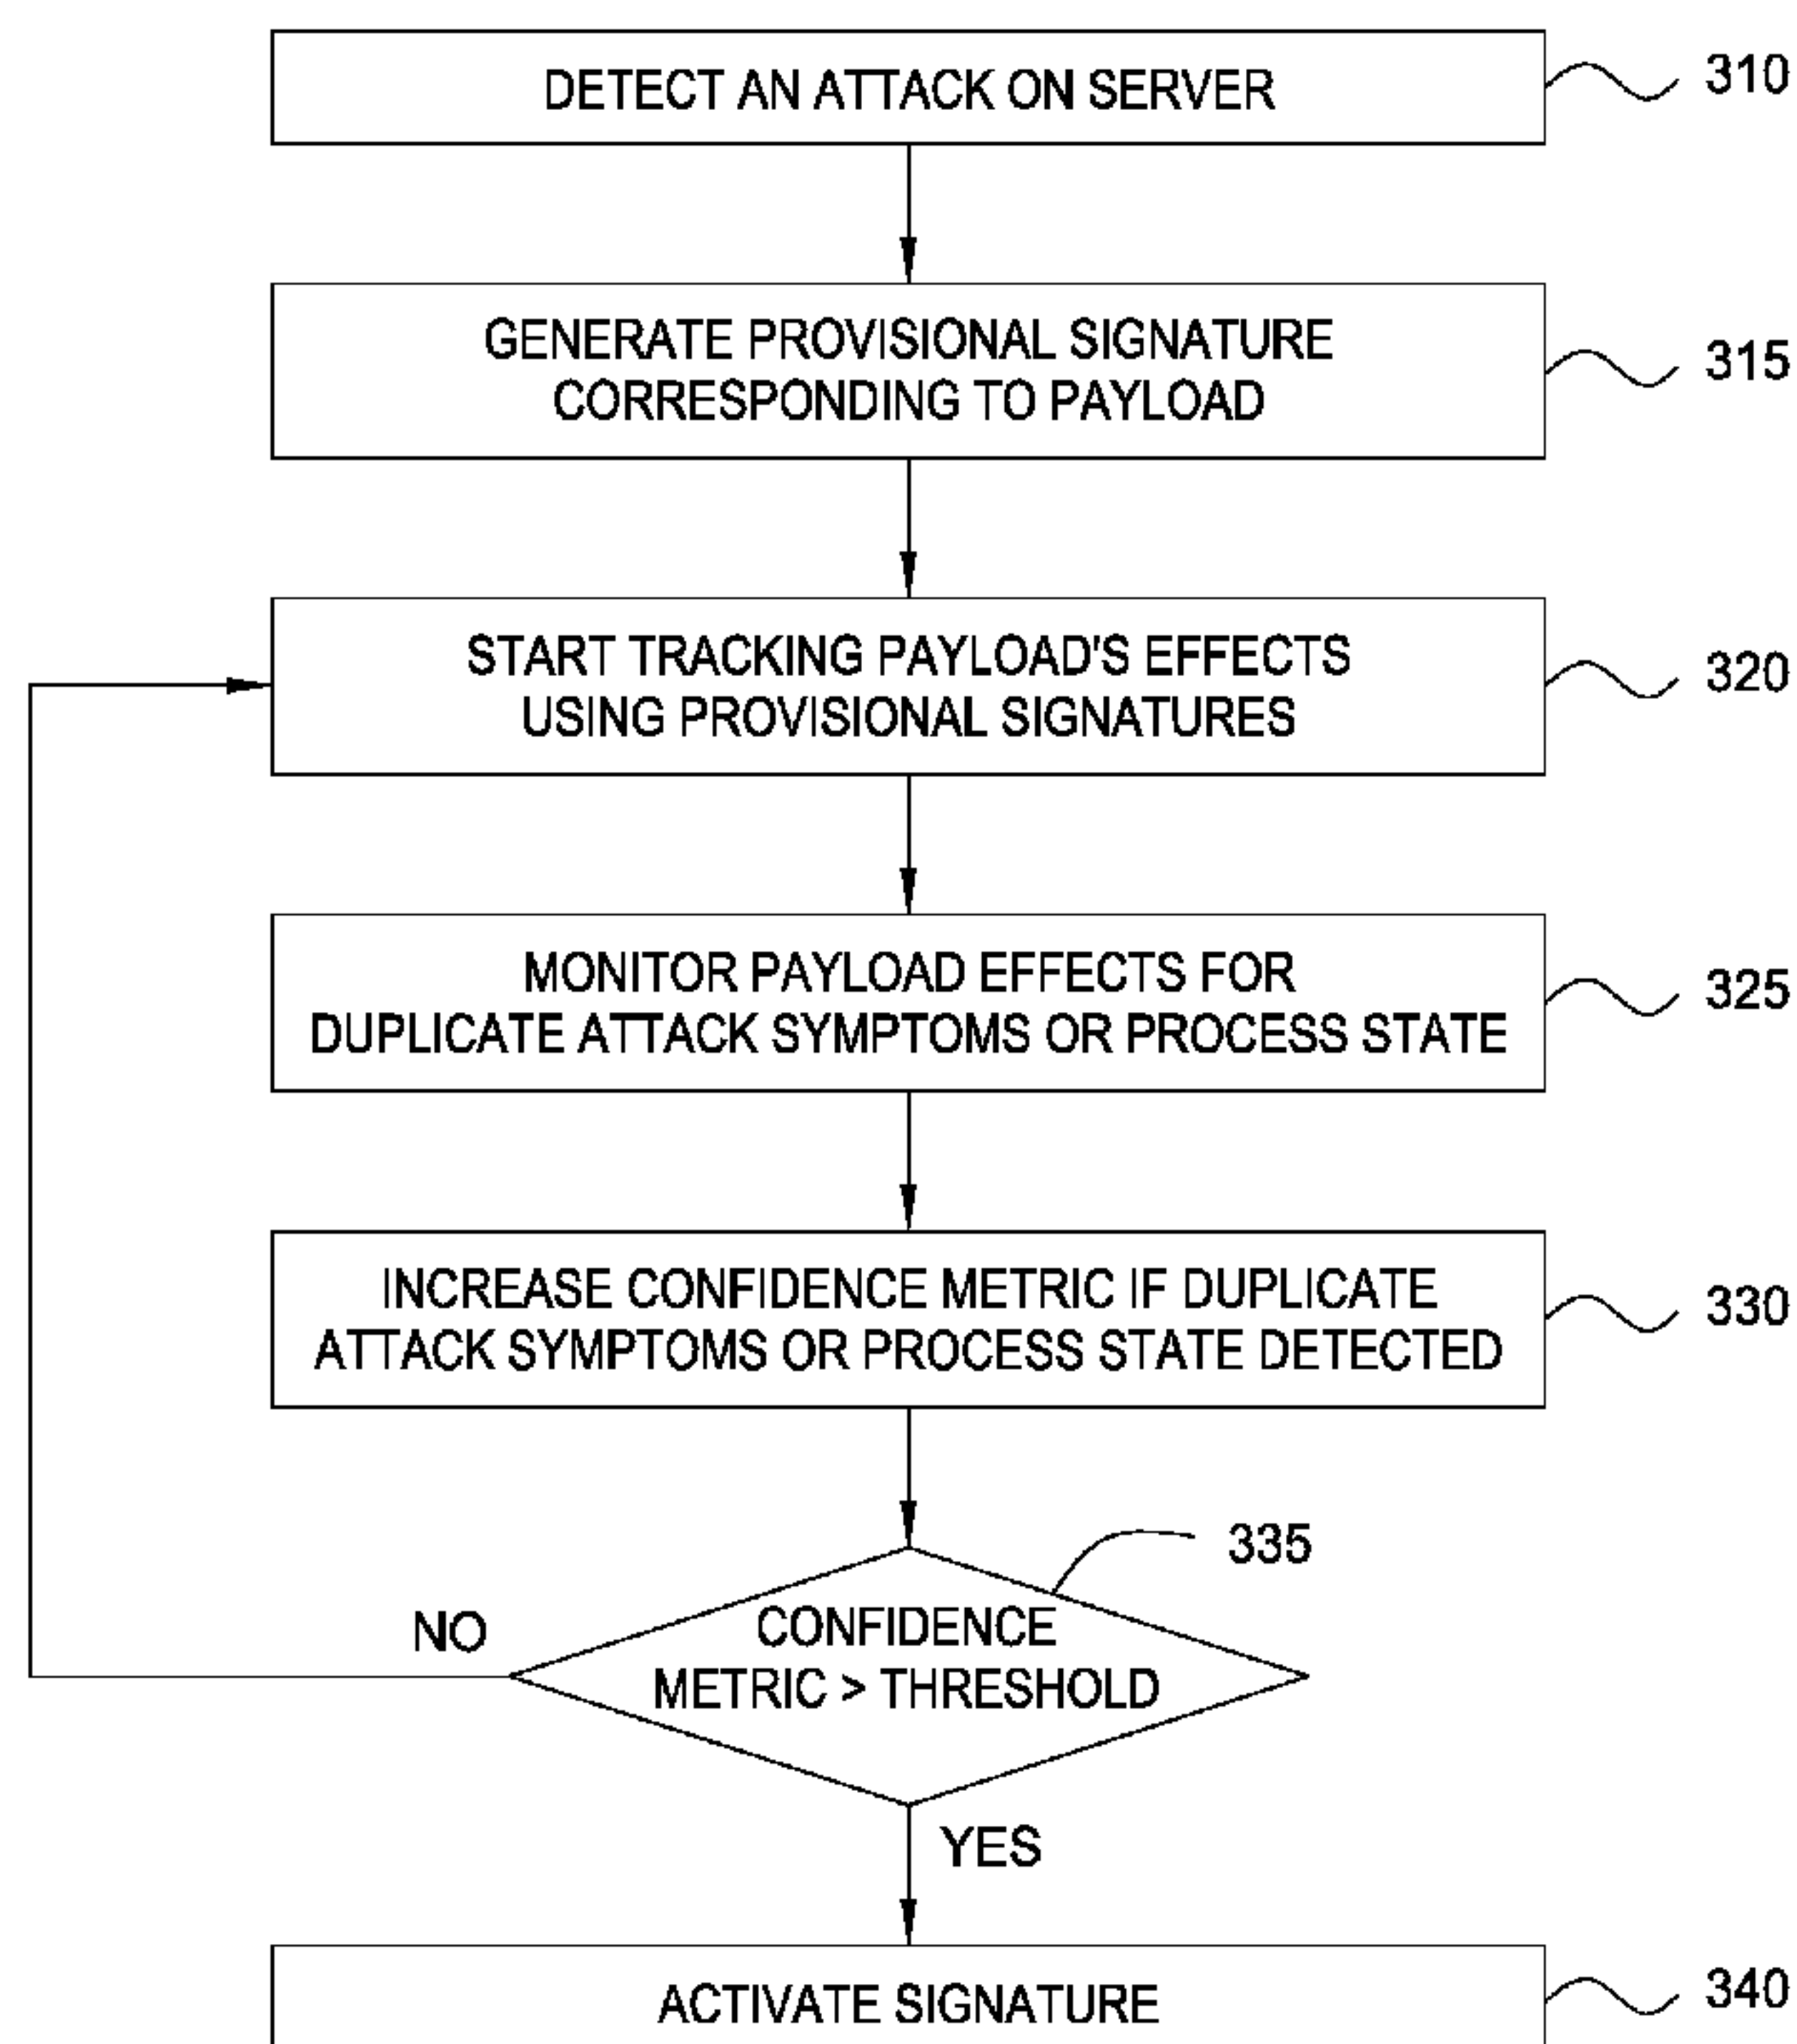 DETECT AN ATTACK ON SERVER
310
GENERATE PROVISIONAL SIGNATURE
CORRESPONDING TO PAYLOAD
315
START TRACKING PAYLOAD'S EFFECTS
USING PROVISIONAL SIGNATURES
320
MONITOR PAYLOAD EFFECTS FOR
DUPLICATE ATTACK SYMPTOMS OR PROCESS STATE
325
INCREASE CONFIDENCE METRIC IF DUPLICATE
ATTACK SYMPTOMS OR PROCESS STATE DETECTED
330
335
NO
CONFIDENCE
METRIC > THRESHOLD
YES
ACTIVATE SIGNATURE
340